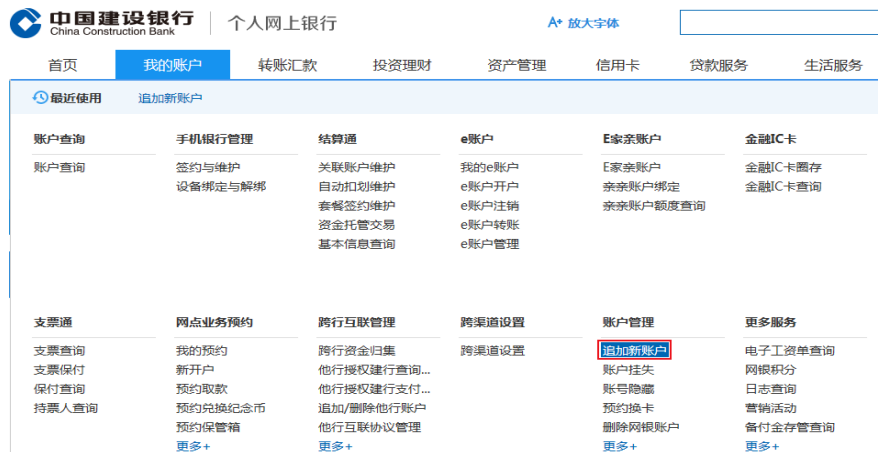 中国建设银行 个人网上银行 A+ 放大字体
China Construction Bank
首页 我的账户 转账汇款 投资理财 资产管理 信用卡 贷款服务 生活服务
最近使用 追加新账户
账户查询 手机银行管理 结算通 e账户 E家亲账户 金融IC卡
账户查询 签约与维护 关联账户维护 我的e账户 E家亲账户 金融IC卡圈存
设备绑定与解绑 自动扣划维护 e账户开户 亲亲账户绑定 金融IC卡查询
套餐签约维护 e账户注销 亲亲账户额度查询
资金托管交易 e账户转账
基本信息查询 e账户管理
支票通 网点业务预约 跨行互联管理 跨渠道设置 账户管理 更多服务
支票查询 我的预约 跨行资金归集 跨渠道设置 追加新账户 电子工资单查询
支票保付 新开户 他行授权建行查询... 账户挂失 网银积分
保付查询 预约取款 他行授权建行支付... 账号隐藏 日志查询
持票人查询 预约兑换纪念币 追加/删除他行账户 预约换卡 营销活动
预约保管箱 他行互联协议管理 删除网银账户 备付金存管查询
更多+ 更多+ 更多+ 更多+